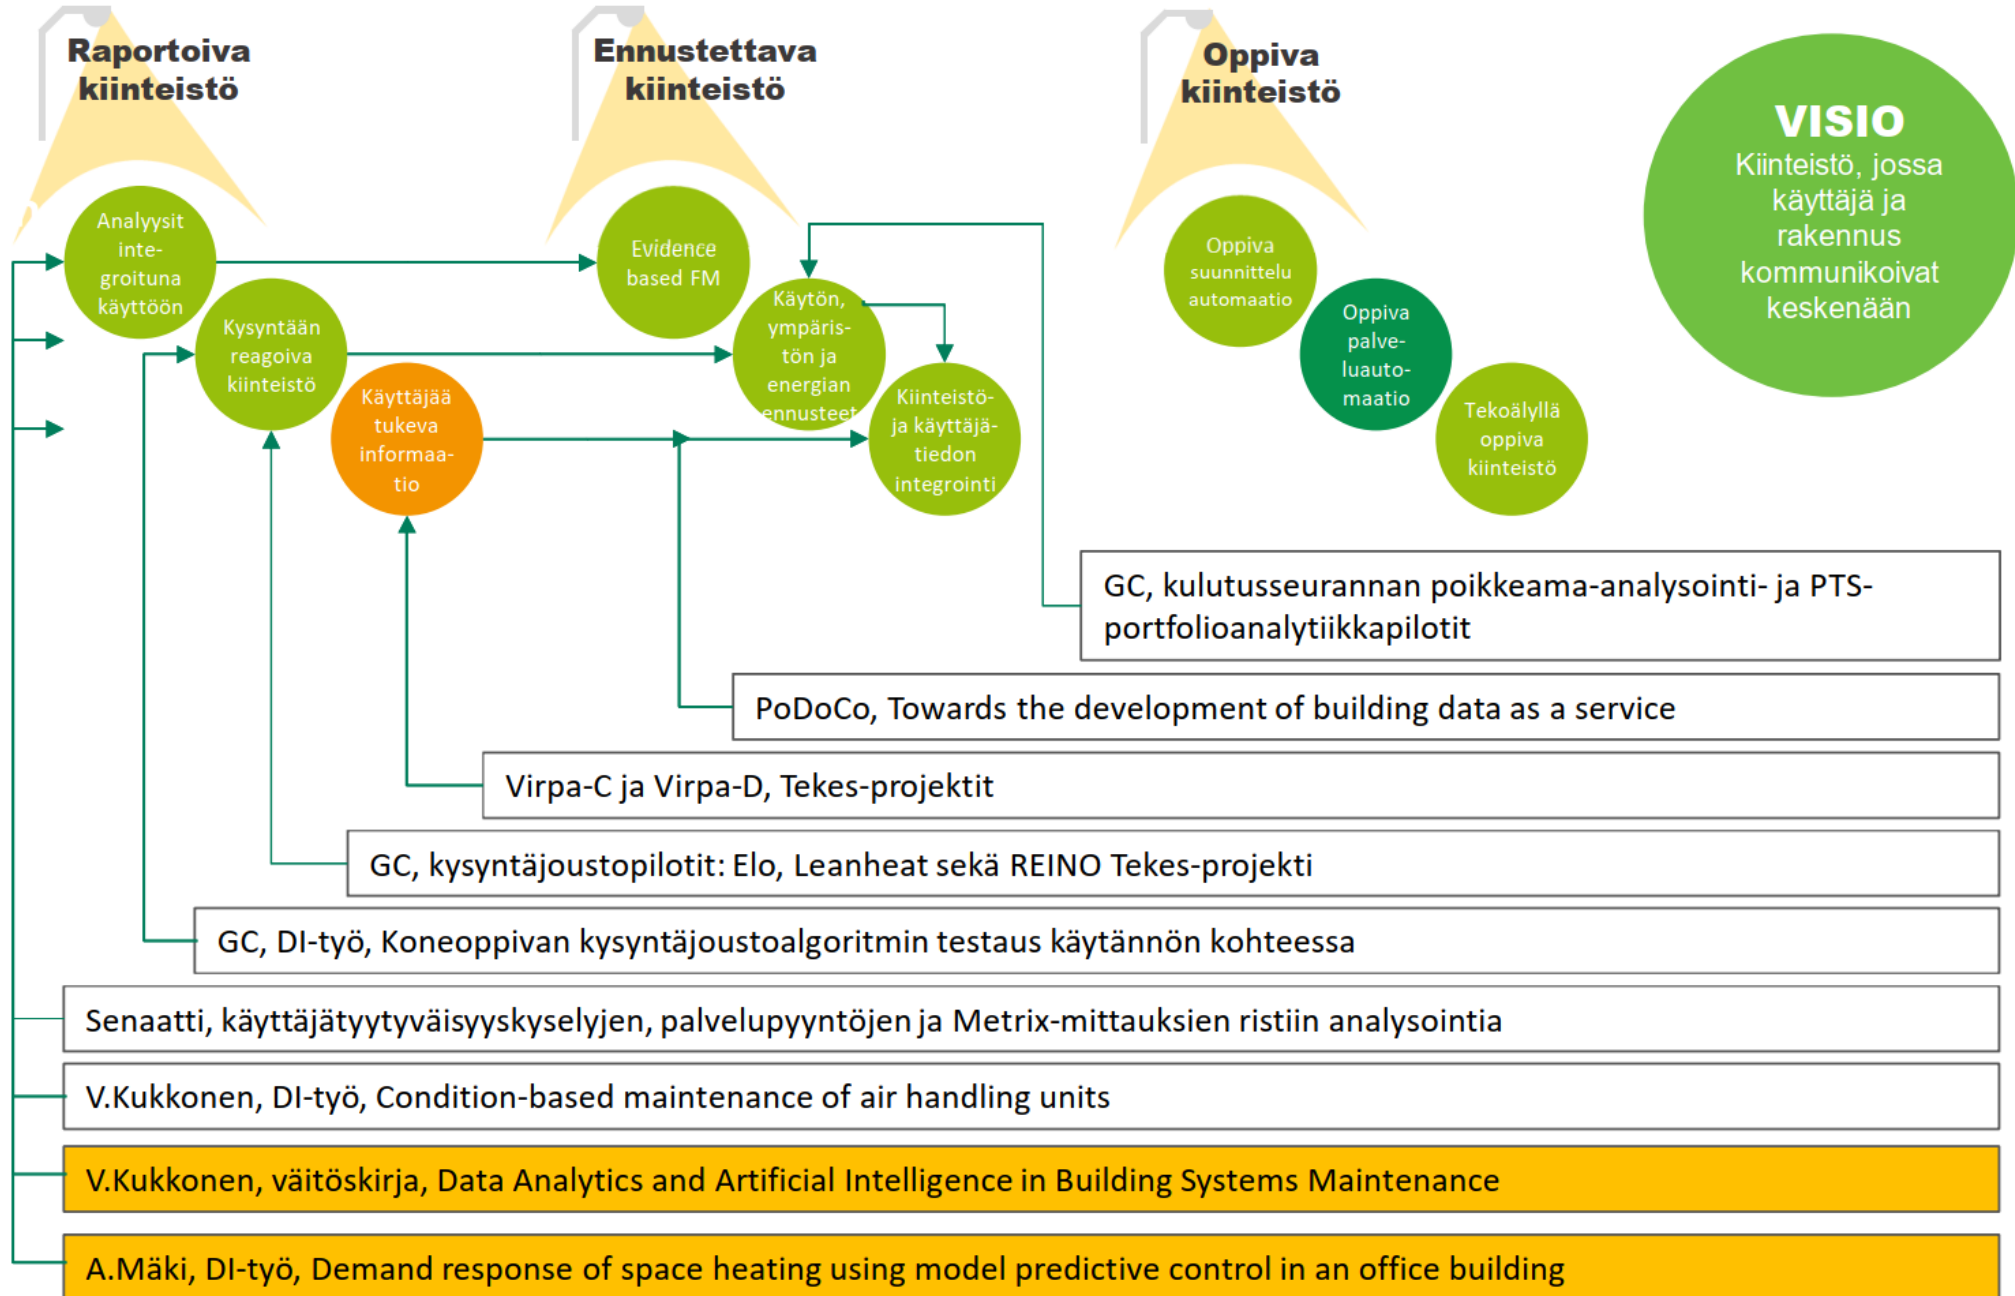 Raportoiva
kiinteistö
Ennustettava
kiinteistö
Oppiva
kiinteistö
VISIO
Kiinteistö, jossa
käyttäjä ja
rakennus
kommunikoivat
keskenään
Analyysit
inte-
groituna
käyttöön
Kysyntään
reagoiva
kiinteistö
Käyttäjää
tukeva
informaa-
tio
Evidence
based FM
Käytön,
ympäris-
tön ja
energian
ennusteet
Kiinteistö-
ja käyttäjä-
tiedon
integrointi
Oppiva
suunnittelu
automaatio
Oppiva
palve-
luauto-
maatio
Tekoälyllä
oppiva
kiinteistö
GC, kulutusseurannan poikkeama-analysointi- ja PTS-
portfolioanalytiikkapilotit
PoDoCo, Towards the development of building data as a service
Virpa-C ja Virpa-D, Tekes-projektit
GC, kysyntäjoustopilotit: Elo, Leanheat sekä REINO Tekes-projekti
GC, DI-työ, Koneoppivan kysyntäjoustoalgoritmin testaus käytännön kohteessa
Senaatti, käyttäjätyytyväisyyskyselyjen, palvelupyyntöjen ja Metrix-mittauksien ristiin analysointia
V.Kukkonen, DI-työ, Condition-based maintenance of air handling units
V.Kukkonen, väitöskirja, Data Analytics and Artificial Intelligence in Building Systems Maintenance
A.Mäki, DI-työ, Demand response of space heating using model predictive control in an office building